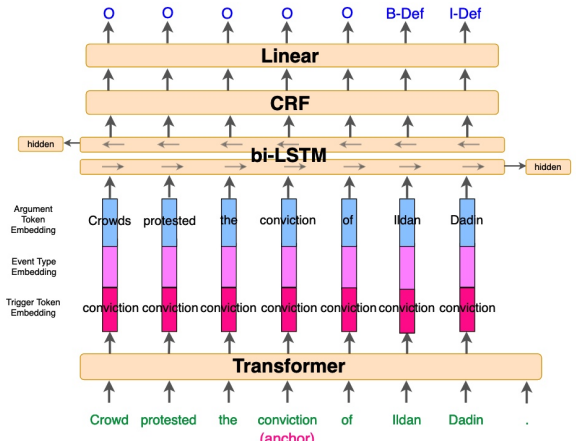 O O O O O B-Def I-Def
Linear
CRF
hidden
bi-LSTM
hidden
Argument
Token
Embedding
Crowds protested the conviction of Ildan Dadin
Event Type
Embedding
Trigger Token
Embedding
conviction conviction conviction conviction conviction conviction conviction
Transformer
Crowd protested the conviction of Ildan Dadin .
(anchor)